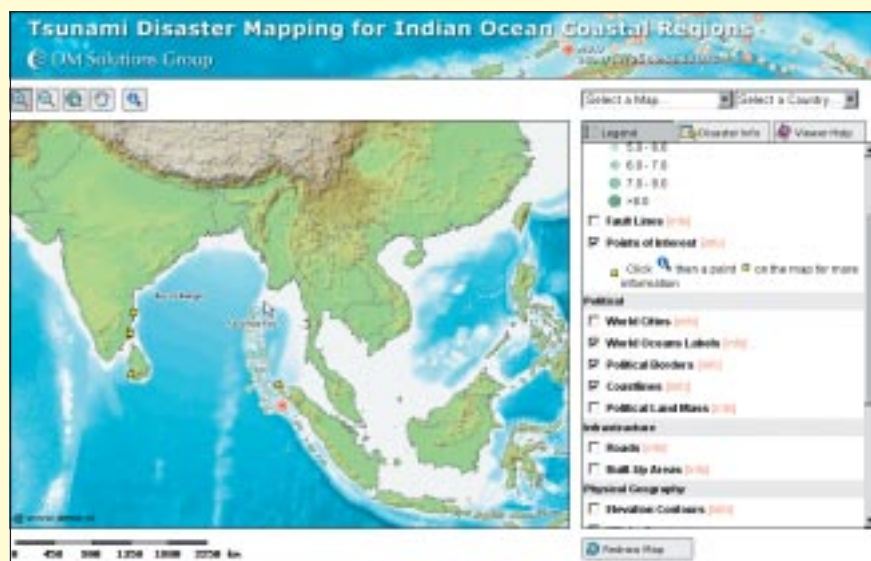 Tsunami Disaster Mapping for Indian Ocean Coastal Regions
DM Solutions Group
Select a Map...
Select a Country...
Legend
Disaster Info
Viewer Help
5.0 - 6.0
6.0 - 7.0
7.0 - 8.0
>8.0
Fault Lines [info]
Points of Interest [info]
Click then a point on the map for more
information
Political
World Cities [info]
World Oceans Labels [info]
Political Borders [info]
Coastlines [info]
Political Land Mass [info]
Infrastructure
Roads [info]
Built Up Areas [info]
Physical Geography
Elevation Contours [info]
Bay of Bengal
0 450 900 1350 1800 2250 km
Redraw Map